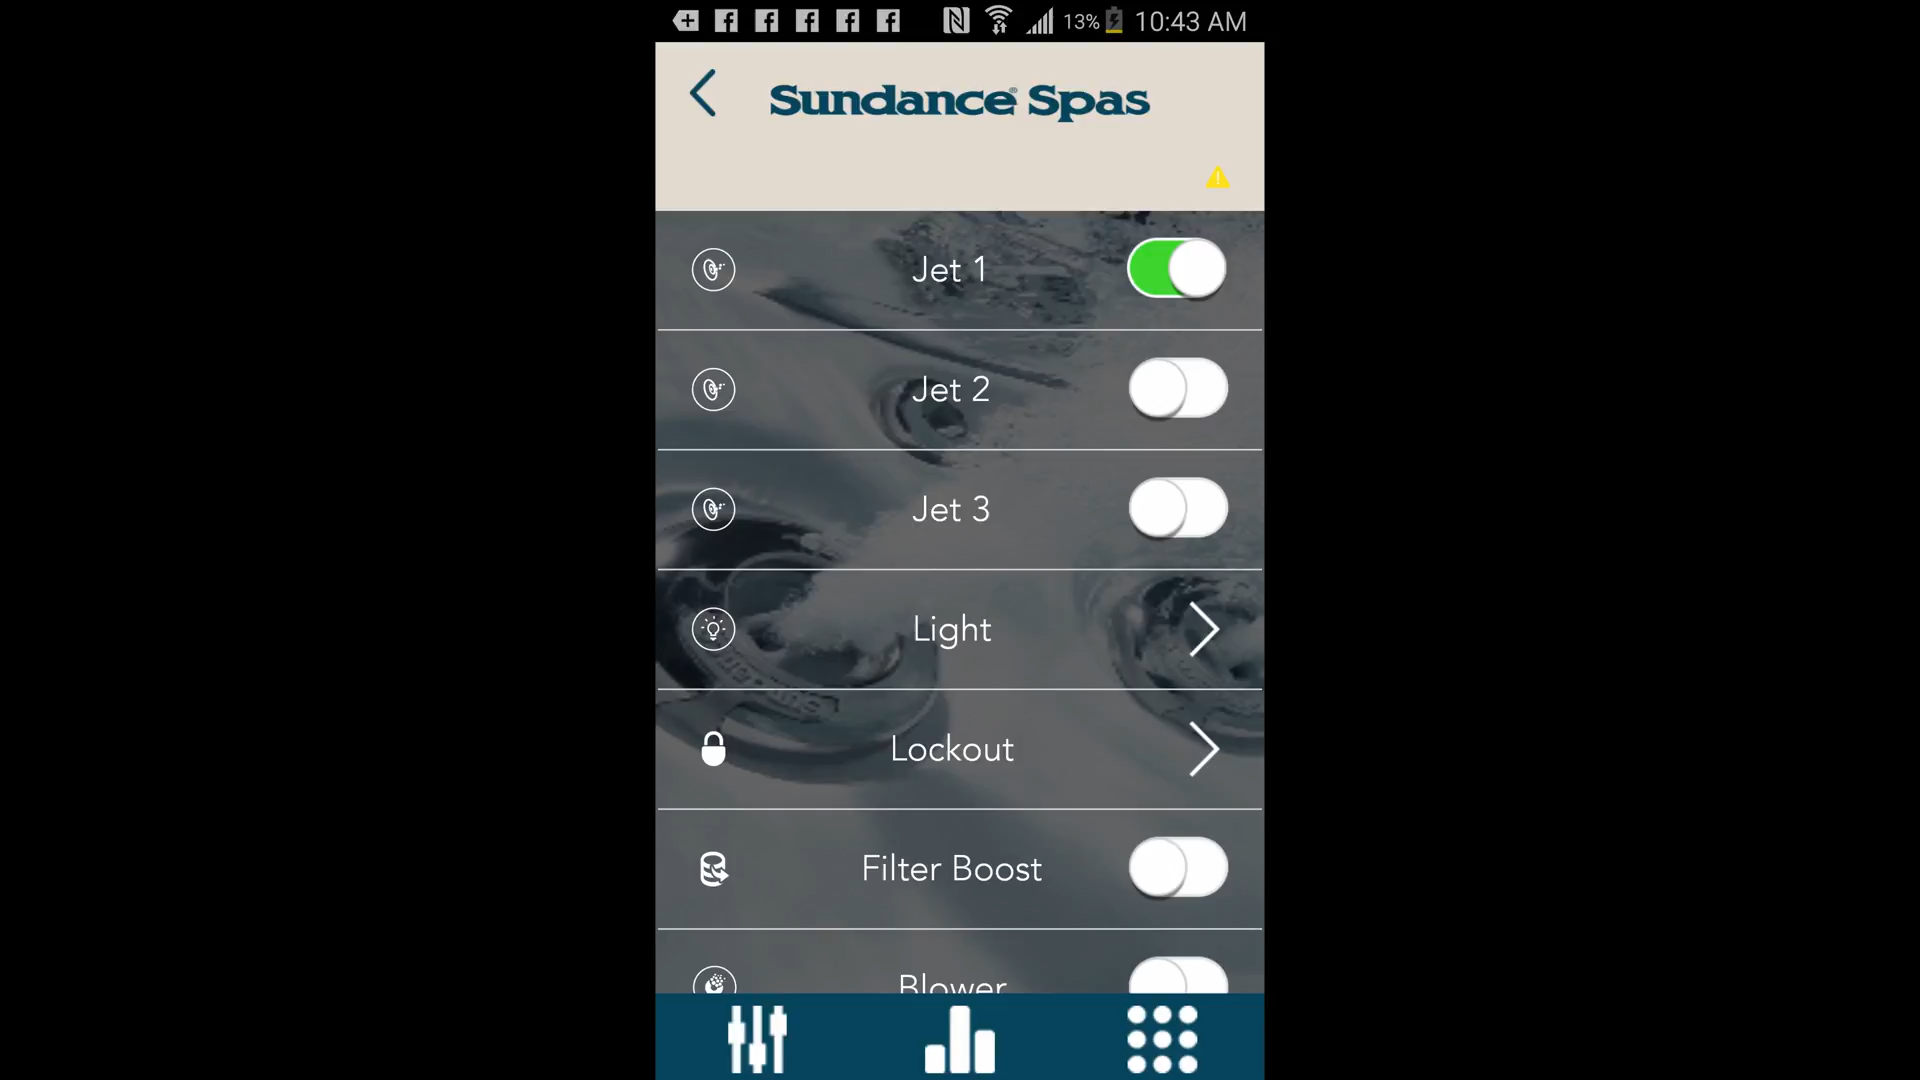 13% 10:43 AM
Sundance® Spas
Jet 1
Jet 2
Jet 3
Light
Lockout
Filter Boost
Blower